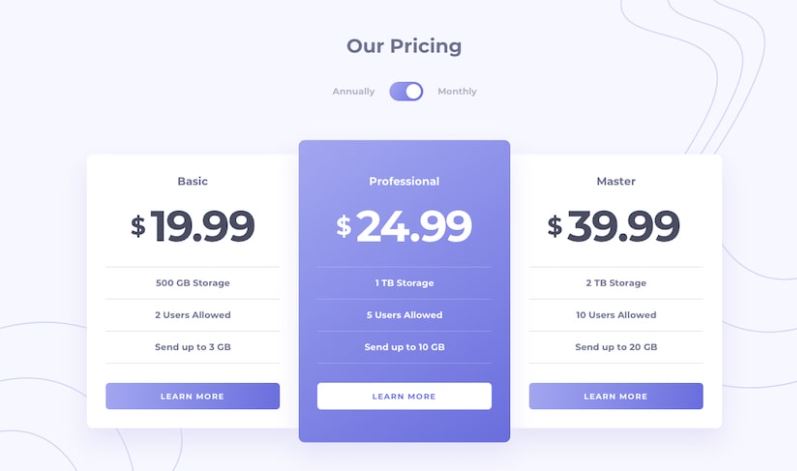 Our Pricing
Annually
Monthly
Basic
$ 19.99
500 GB Storage
2 Users Allowed
Send up to 3 GB
LEARN MORE
Professional
$ 24.99
1 TB Storage
5 Users Allowed
Send up to 10 GB
LEARN MORE
Master
$ 39.99
2 TB Storage
10 Users Allowed
Send up to 20 GB
LEARN MORE